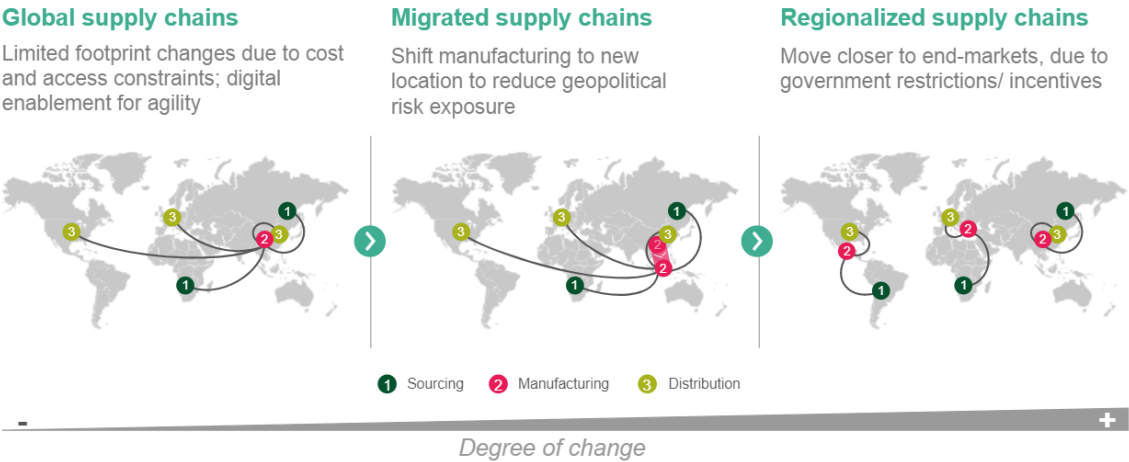 Global supply chains
Limited footprint changes due to cost
and access constraints; digital
enablement for agility
Migrated supply chains
Shift manufacturing to new
location to reduce geopolitical
risk exposure
Regionalized supply chains
Move closer to end-markets, due to
government restrictions/ incentives
3
3
1
2
3
1
3
3
1
3
2
2
1
3
2
1
3
2
1
2
3
1
1 Sourcing
2 Manufacturing
3 Distribution
- +
Degree of change